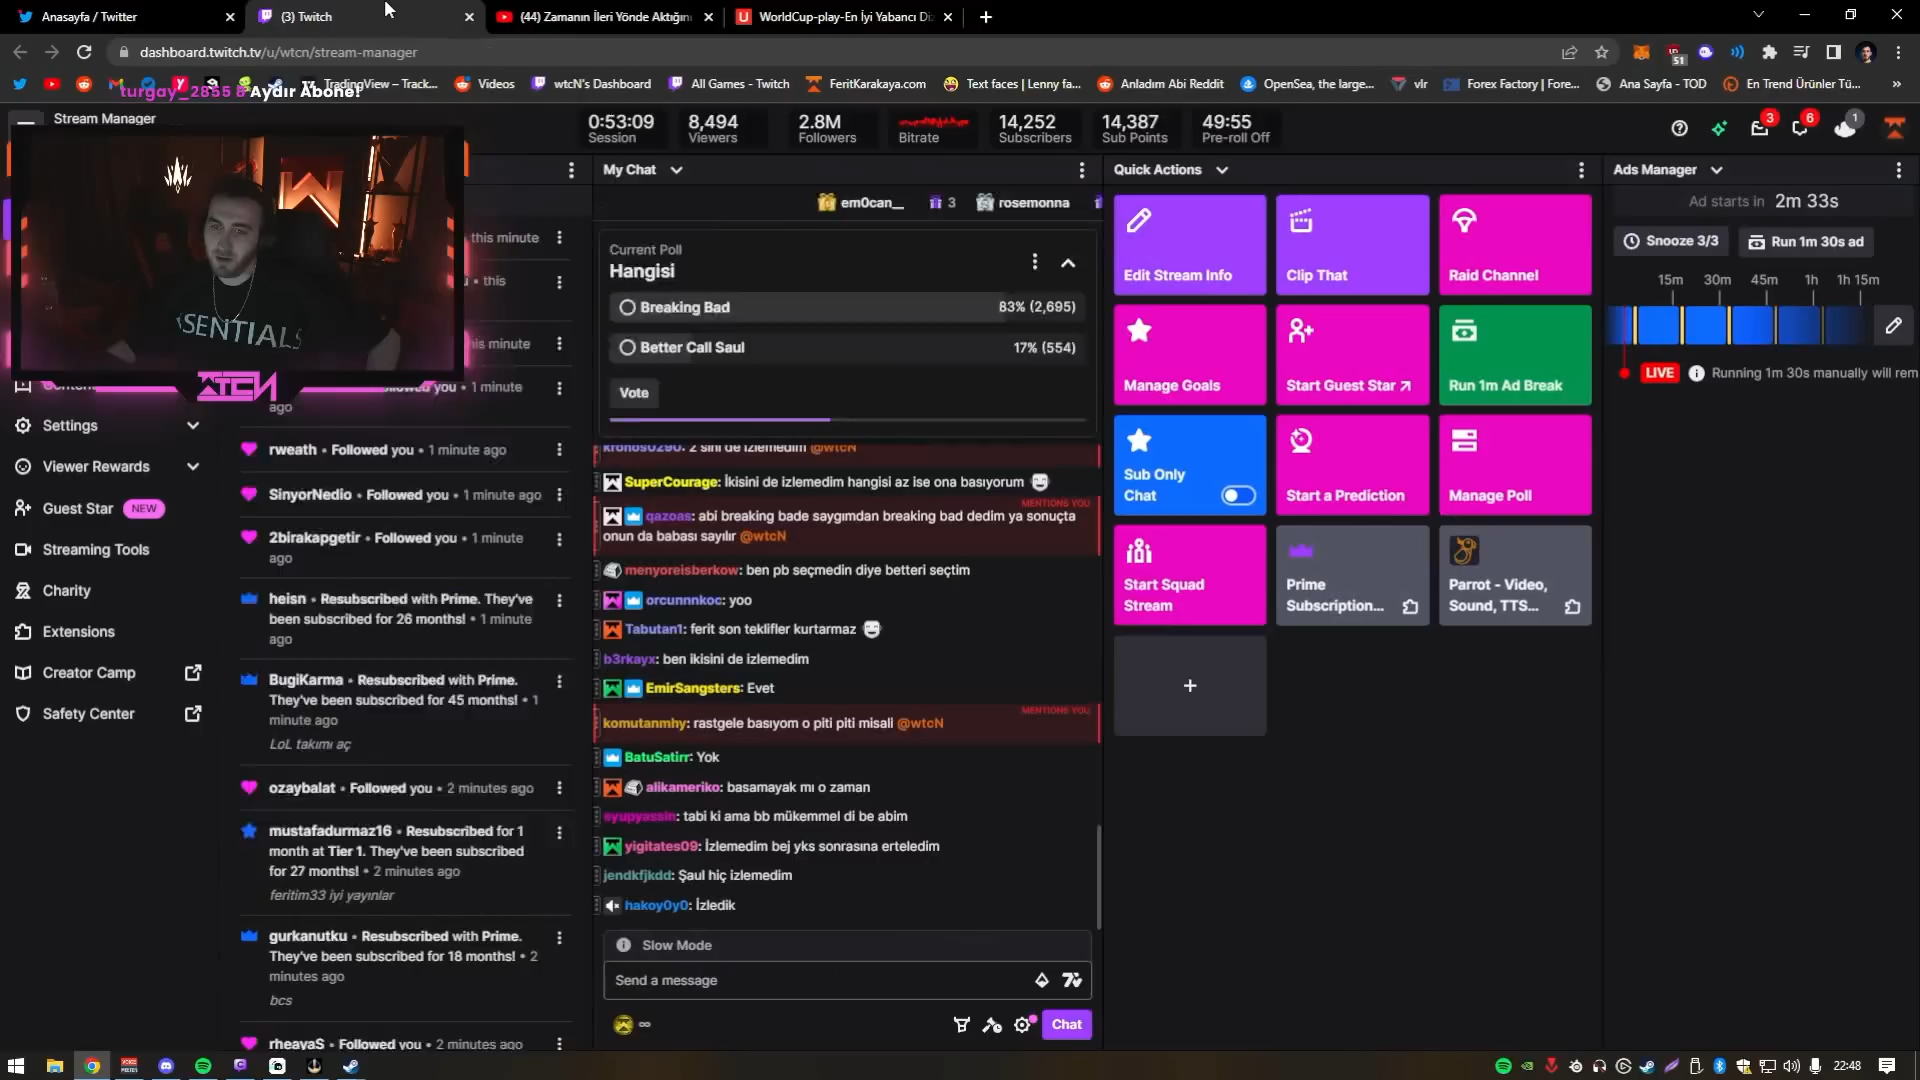 Anasayfa / Twitter
(3) Twitch
(44) Zamanın İleri Yönde Aktığın
WorldCup-play-En İyi Yabancı Diz
dashboard.twitch.tv/u/wtcn/stream-manager
51
TradingView – Track...
Videos
wtcN's Dashboard
All Games - Twitch
FeritKarakaya.com
Text faces | Lenny fa...
Anladım Abi Reddit
OpenSea, the large...
vlr
Forex Factory | Fore...
Ana Sayfa - TOD
En Trend Ürünler Tü...
turgay_2855 8 Aydır Abone!
Stream Manager
0:53:09
Session
8,494
Viewers
2.8M
Followers
Bitrate
14,252
Subscribers
14,387
Sub Points
49:55
Pre-roll Off
3
6
1
My Chat
Quick Actions
Ads Manager
em0can__
3
rosemonna
Ad starts in 2m 33s
Snooze 3/3
Run 1m 30s ad
15m 30m 45m 1h 1h 15m
LIVE
Running 1m 30s manually will rem
this minute
this
his minute
you • 1 minute
ago
SENTIALS
Settings
Viewer Rewards
Guest Star NEW
Streaming Tools
Charity
Extensions
Creator Camp
Safety Center
rweath • Followed you • 1 minute ago
SinyorNedio • Followed you • 1 minute ago
2birakapgetir • Followed you • 1 minute
ago
heisn • Resubscribed with Prime. They've
been subscribed for 26 months! • 1 minute
ago
BugiKarma • Resubscribed with Prime.
They've been subscribed for 45 months! • 1
minute ago
LoL takımı aç
ozaybalat • Followed you • 2 minutes ago
mustafadurmaz16 • Resubscribed for 1
month at Tier 1. They've been subscribed
for 27 months! • 2 minutes ago
feritim33 iyi yayınlar
gurkanutku • Resubscribed with Prime.
They've been subscribed for 18 months! • 2
minutes ago
bcs
rheayaS • Followed you • 2 minutes ago
Current Poll
Hangisi
Breaking Bad 83% (2,695)
Better Call Saul 17% (554)
Vote
kronos0290: 2 sini de izlemedim @wtcN
SuperCourage: İkisini de izlemedim hangisi az ise ona basıyorum
MENTIONS YOU
qazoas: abi breaking bade saygımdan breaking bad dedim ya sonuçta
onun da babası sayılır @wtcN
menyoreisberkow: ben pb seçmedin diye betteri seçtim
orcunnnkoc: yoo
Tabutan1: ferit son teklifler kurtarmaz
b3rkayx: ben ikisini de izlemedim
EmirSangsters: Evet
MENTIONS YOU
komutanmhy: rastgele basıyom o piti piti misali @wtcN
BatuSatirr: Yok
alikameriko: basamayak mı o zaman
eyupyassin: tabi ki ama bb mükemmel di be abim
yigitates09: İzlemedim bej yks sonrasına erteledim
jendkfjkdd: Şaul hiç izlemedim
hakoy0y0: İzledik
Slow Mode
Send a message
Chat
Edit Stream Info
Clip That
Raid Channel
Manage Goals
Start Guest Star
Run 1m Ad Break
Sub Only
Chat
Start a Prediction
Manage Poll
Start Squad
Stream
Prime
Subscription...
Parrot - Video,
Sound, TTS...
22:48